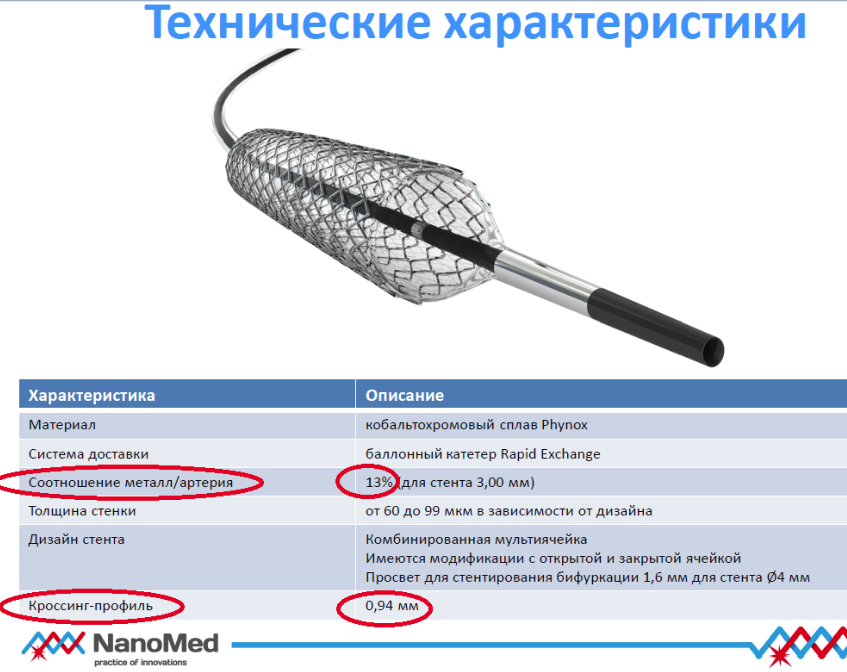 Технические характеристики
Характеристика Описание
Материал кобальтохромовый сплав Phynox
Система доставки баллонный катетер Rapid Exchange
Соотношение металл/артерия 13% (для стента 3,00 мм)
Толщина стенки от 60 до 99 мкм в зависимости от дизайна
Дизайн стента Комбинированная мультиячейка
Имеются модификации с открытой и закрытой ячейкой
Просвет для стентирования бифуркации 1,6 мм для стента Ø4 мм
Кроссинг-профиль 0,94 мм
NanoMed
practice of innovations